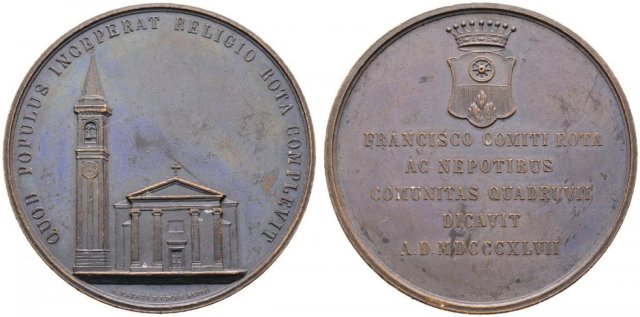 QUOD POPULUS INCEPERAT RELIGIO ROTA COMPLEVIT
FRANCISCO COMITI ROTA
AC NEPOTIBUS
COMUNITAS QUADRUVII
DICAVIT
A.D.MDCCCXLVII